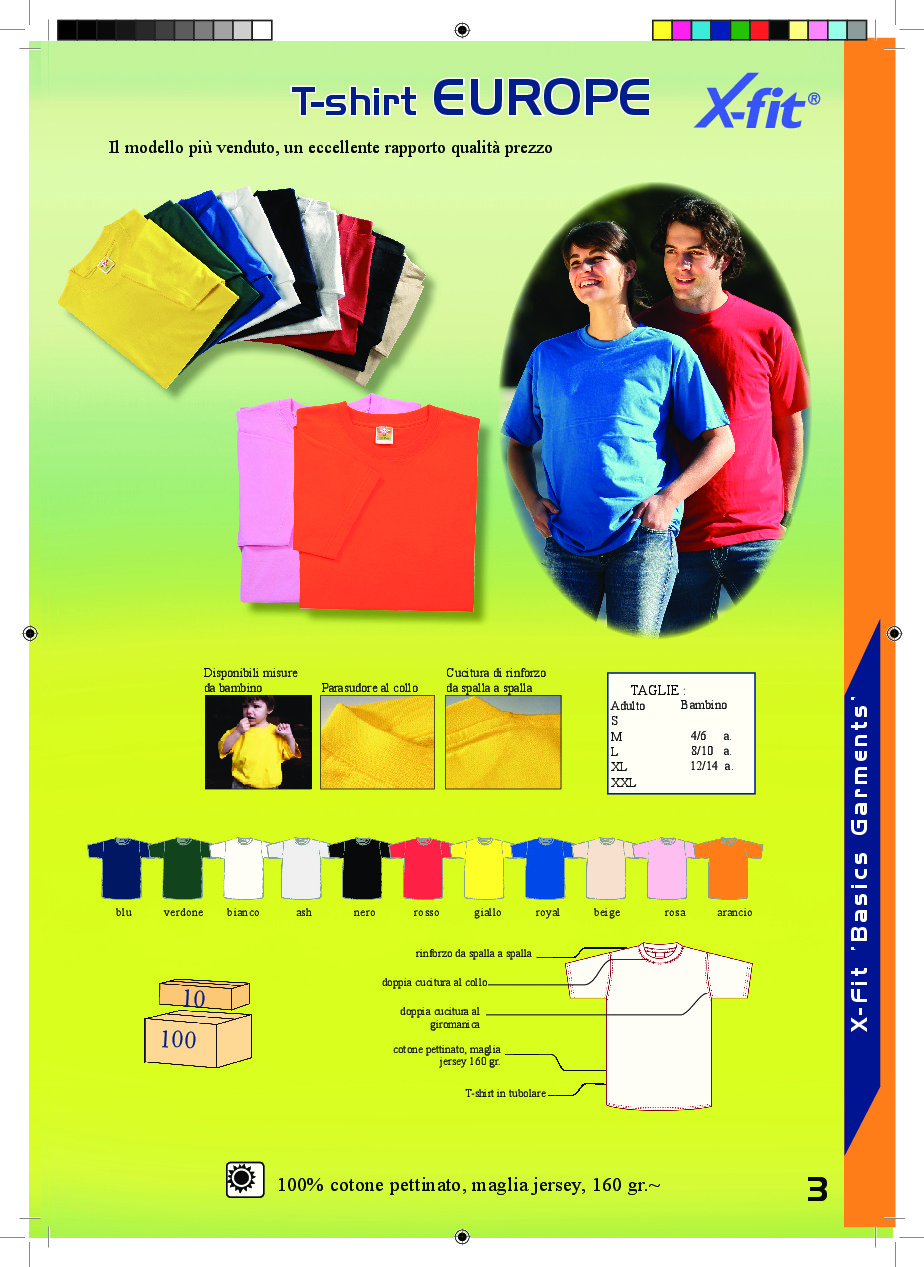 T-shirt EUROPE
X-fit®
Il modello più venduto, un eccellente rapporto qualità prezzo
Disponibili misure
da bambino
Parasudore al collo
Cucitura di rinforzo
da spalla a spalla
TAGLIE :
Adulto Bambino
S
M 4/6 a.
L 8/10 a.
XL 12/14 a.
XXL
blu verdone bianco ash nero rosso giallo royal beige rosa arancio
rinforzo da spalla a spalla
doppia cucitura al collo
doppia cucitura al
giromanica
cotone pettinato, maglia
jersey 160 gr.
T-shirt in tubolare
10
100
100% cotone pettinato, maglia jersey, 160 gr.~
3
X-fit 'Basics Garments'